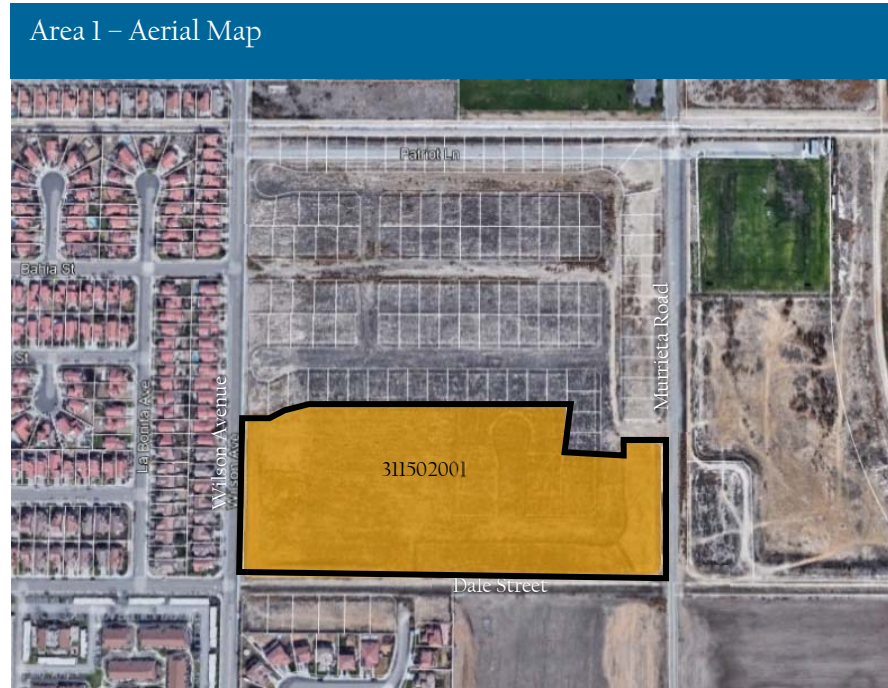 Area 1 – Aerial Map
Patriot Ln
Bahia St
Murrieta Road
St
La Bonita Ave
Wilson Avenue
Wilson Ave
311502001
Dale Street